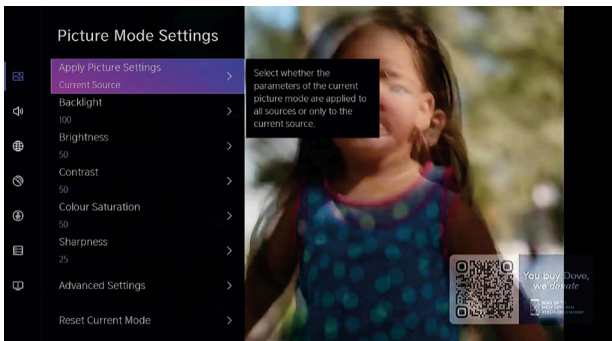 Picture Mode Settings
Apply Picture Settings
Current Source
Backlight
100
Brightness
50
Contrast
50
Colour Saturation
50
Sharpness
25
Advanced Settings
Reset Current Mode
Select whether the
parameters of the current
picture mode are applied to
all sources or only to the
current source.
You buy Dove,
we donate